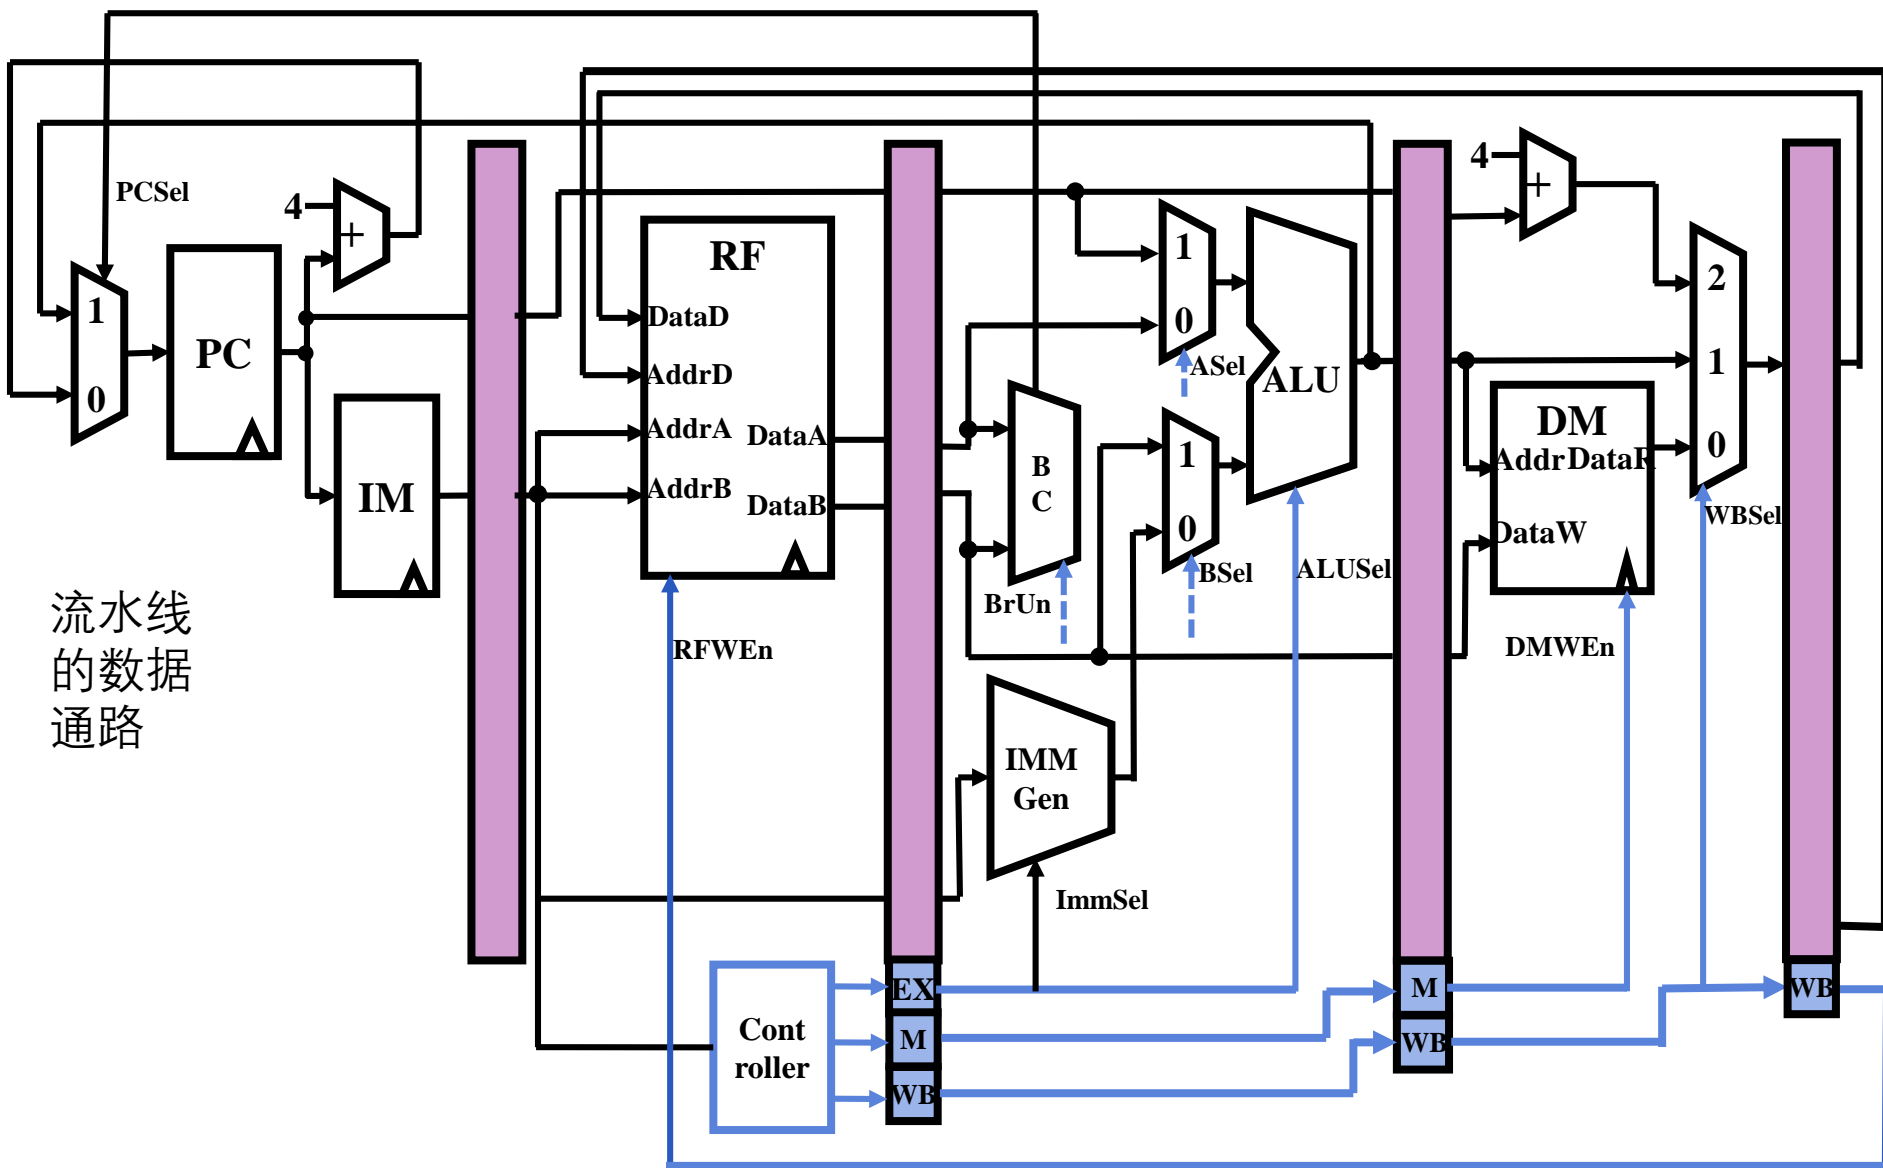 PCSel
4
+
1
0
PC
IM
RF
DataD
AddrD
AddrA
AddrB
DataA
DataB
RFWEn
B
C
BrUn
1
0
ASel
1
0
BSel
ALU
ALUSel
IMM
Gen
ImmSel
4
+
DM
Addr
DataR
DataW
DMWEn
2
1
0
WBSel
流水线
的数据
通路
Cont
roller
EX
M
WB
M
WB
WB